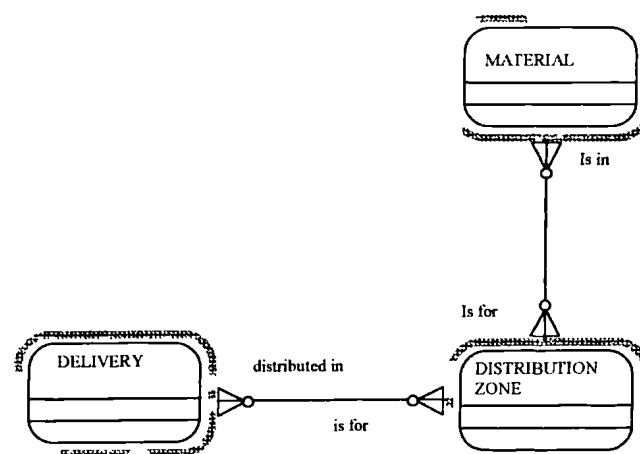 MATERIAL
Is in
Is for
DELIVERY
distributed in
is for
DISTRIBUTION
ZONE